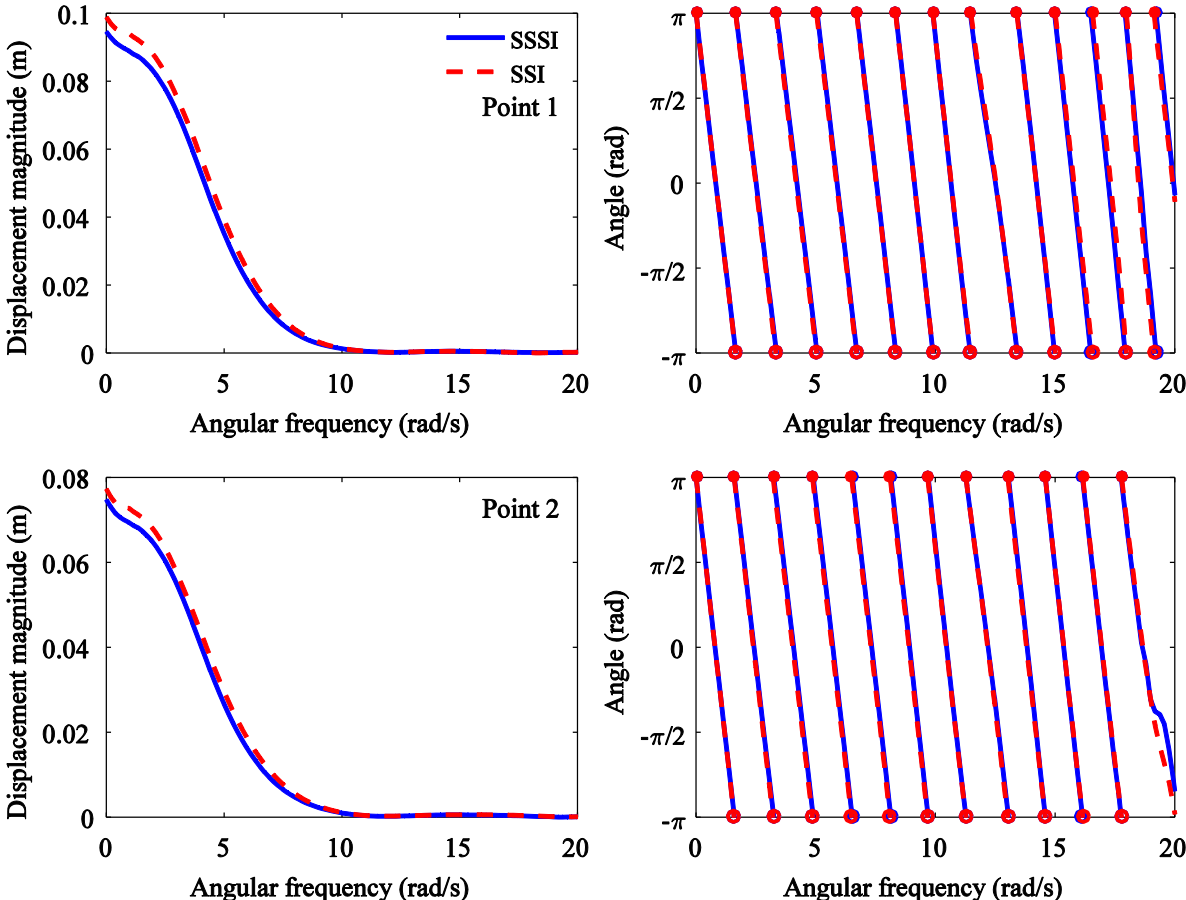 0.1
0.08
0.06
0.04
0.02
0
Displacement magnitude (m)
SSSI
SSI
Point 1
0 5 10 15 20
Angular frequency (rad/s)
π
π/2
0
-π/2
-π
Angle (rad)
0 5 10 15 20
Angular frequency (rad/s)
0.08
0.06
0.04
0.02
0
Displacement magnitude (m)
Point 2
0 5 10 15 20
Angular frequency (rad/s)
π
π/2
0
-π/2
-π
Angle (rad)
0 5 10 15 20
Angular frequency (rad/s)